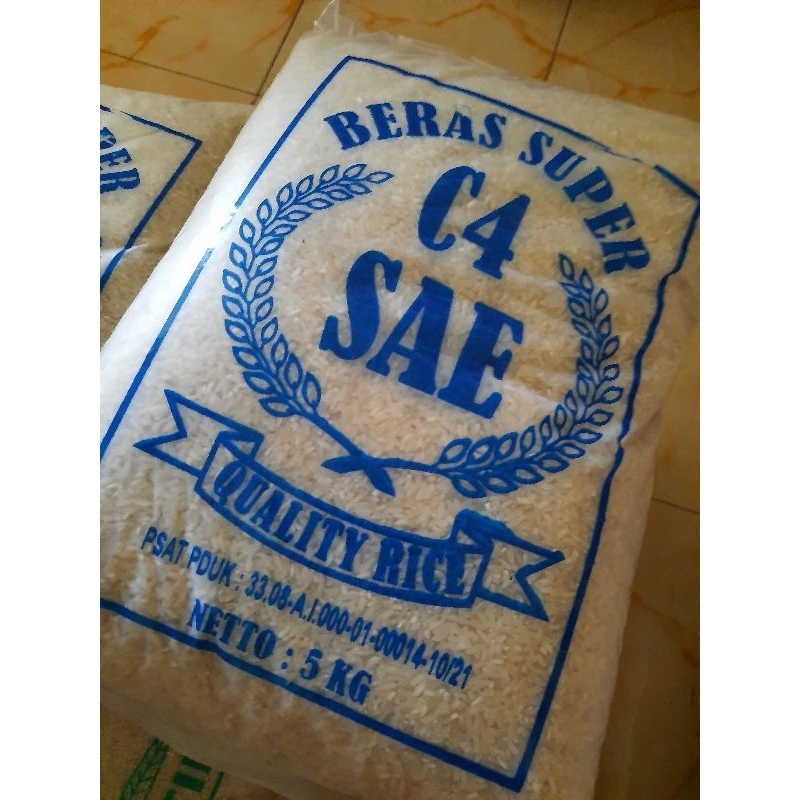 BERAS SUPER
C4
SAE
QUALITY RICE
PSAT PDUK : 33.08-A.I.000-01-00014-10/21
NETTO : 5 KG